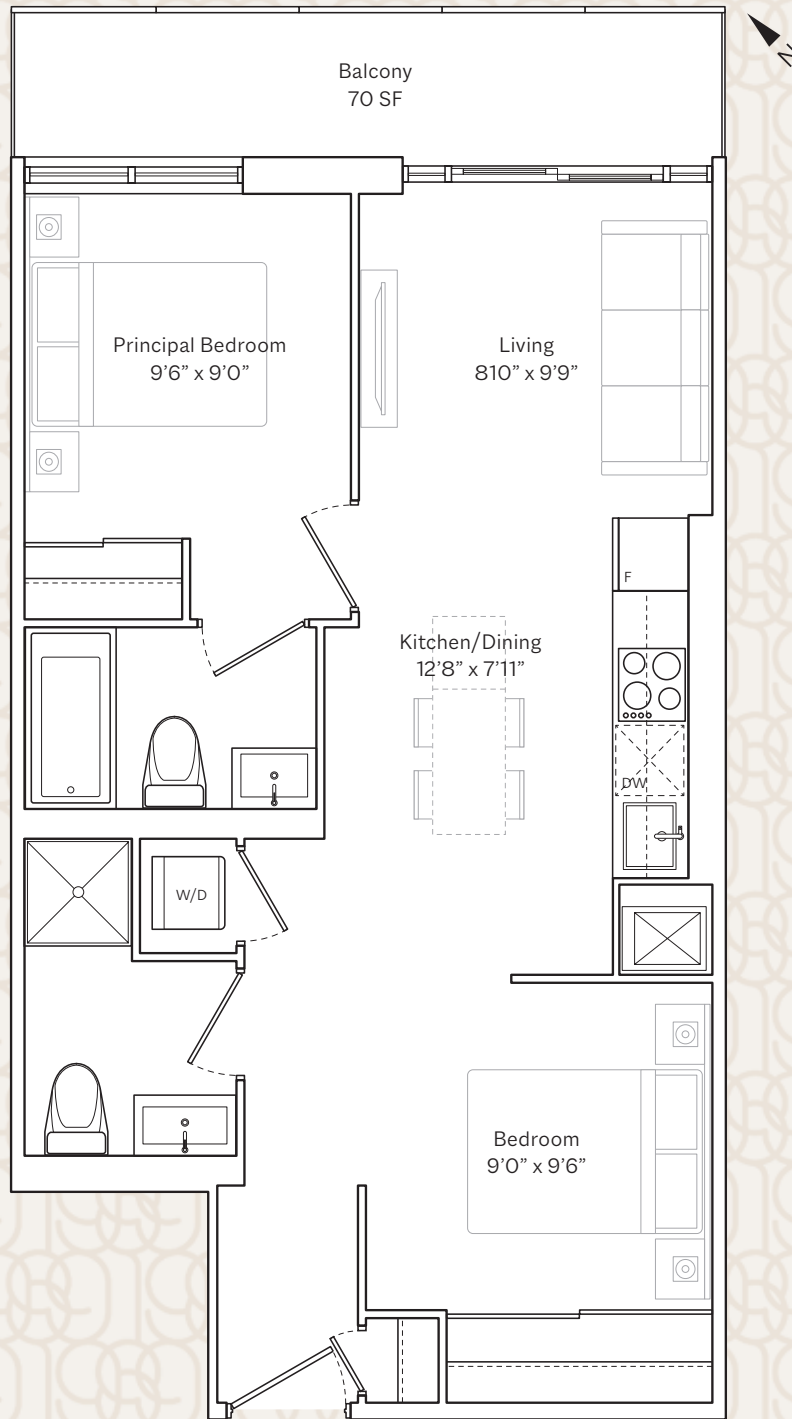 Balcony
70 SF
N
Principal Bedroom
9’6” x 9’0”
Living
810” x 9’9”
F
Kitchen/Dining
12’8” x 7’11”
DW
W/D
Bedroom
9’0” x 9’6”